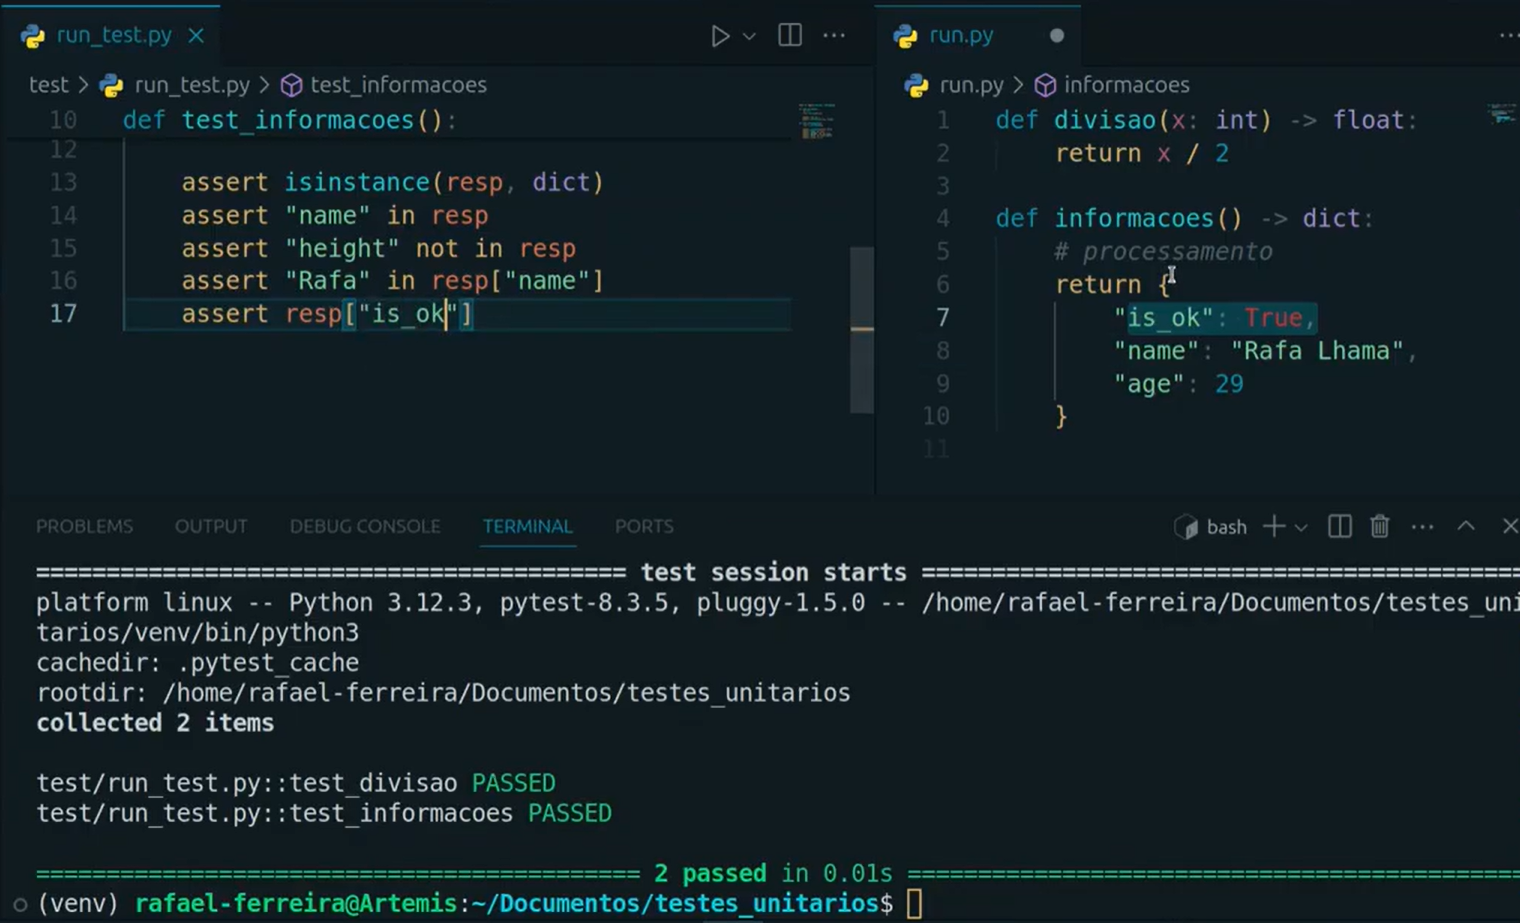 run_test.py
test > run_test.py > test_informacoes
10 def test_informacoes():
12
13 assert isinstance(resp, dict)
14 assert "name" in resp
15 assert "height" not in resp
16 assert "Rafa" in resp["name"]
17 assert resp["is_ok"]
run.py
run.py > informacoes
1 def divisao(x: int) -> float:
2 return x / 2
3
4 def informacoes() -> dict:
5 # processamento
6 return {
7 "is_ok": True,
8 "name": "Rafa Lhama",
9 "age": 29
10 }
11
PROBLEMS OUTPUT DEBUG CONSOLE TERMINAL PORTS bash
========================================== test session starts ==========================================
platform linux -- Python 3.12.3, pytest-8.3.5, pluggy-1.5.0 -- /home/rafael-ferreira/Documentos/testes_uni
tarios/venv/bin/python3
cachedir: .pytest_cache
rootdir: /home/rafael-ferreira/Documentos/testes_unitarios
collected 2 items
test/run_test.py::test_divisao PASSED
test/run_test.py::test_informacoes PASSED
=========================================== 2 passed in 0.01s ===========================================
(venv) rafael-ferreira@Artemis:~/Documentos/testes_unitarios$